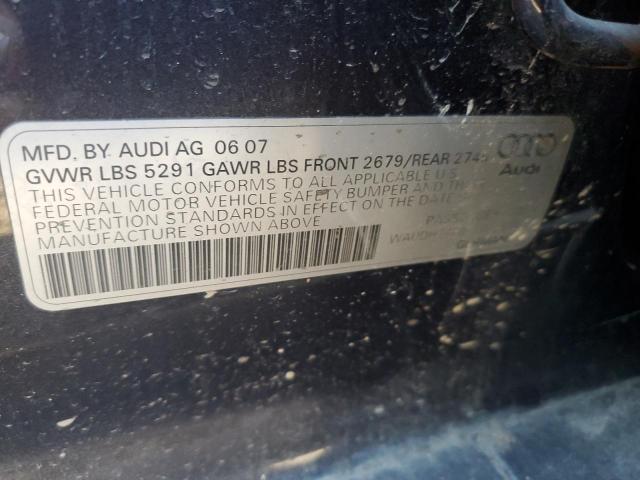 MFD. BY AUDI AG 06 07
GVWR LBS 5291 GAWR LBS FRONT 2679/REAR
THIS VEHICLE CONFORMS TO ALL APPLICABLE U.S.
FEDERAL MOTOR VEHICLE SAFETY BUMPER AND
PREVENTION STANDARDS IN EFFECT ON THE DATE
MANUFACTURE SHOWN ABOVE
Audi